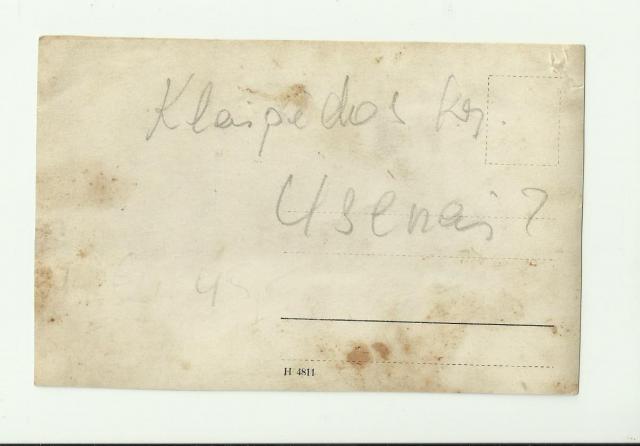 Klaipėdos kr.
Usėnai?
H 4811